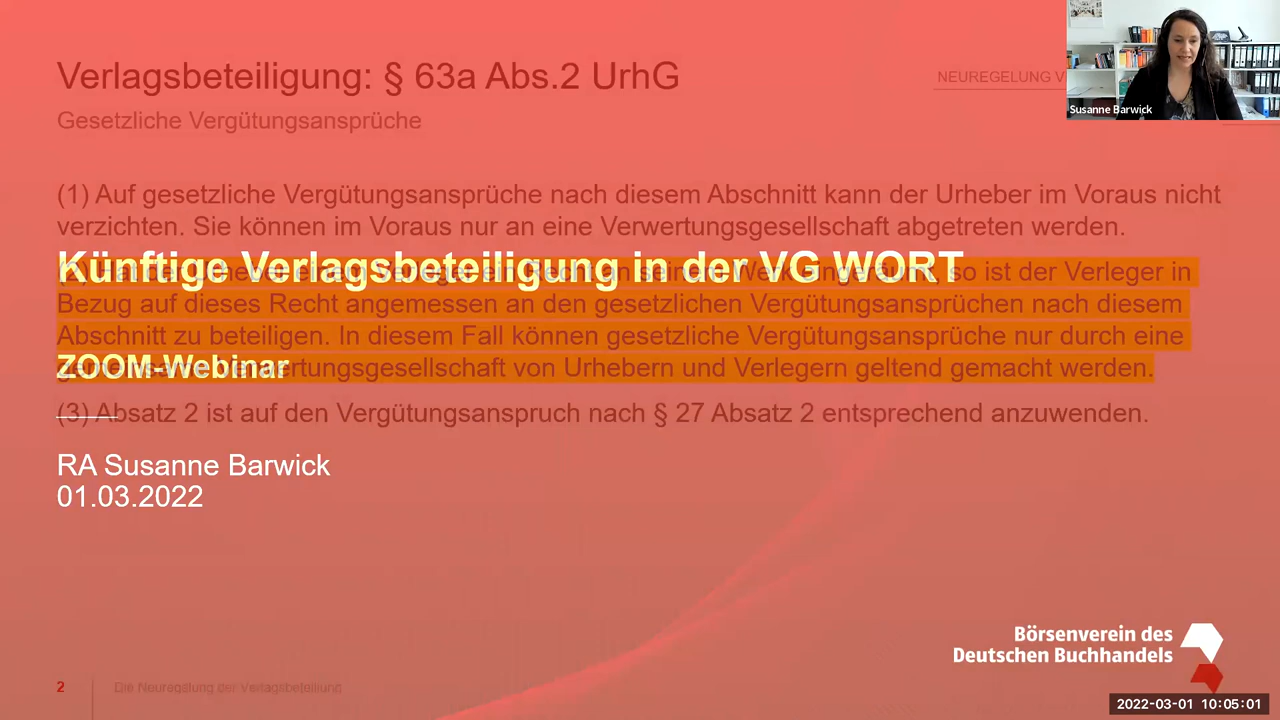 Verlagsbeteiligung: § 63a Abs.2 UrhG
NEUREGELUNG V
Susanne Barwick
Gesetzliche Vergütungsansprüche
(1) Auf gesetzliche Vergütungsansprüche nach diesem Abschnitt kann der Urheber im Voraus nicht
verzichten. Sie können im Voraus nur an eine Verwertungsgesellschaft abgetreten werden.
Künftige Verlagsbeteiligung in der VG WORT
so ist der Verleger in
Bezug auf dieses Recht angemessen an den gesetzlichen Vergütungsansprüchen nach diesem
Abschnitt zu beteiligen. In diesem Fall können gesetzliche Vergütungsansprüche nur durch eine
ZOOM-Webinar
von Urhebern und Verlegern geltend gemacht werden.
(3) Absatz 2 ist auf den Vergütungsanspruch nach § 27 Absatz 2 entsprechend anzuwenden.
RA Susanne Barwick
01.03.2022
Börsenverein des
Deutschen Buchhandels
2
Die Neuregelung der Verlagsbeteiligung
2022-03-01 10:05:01